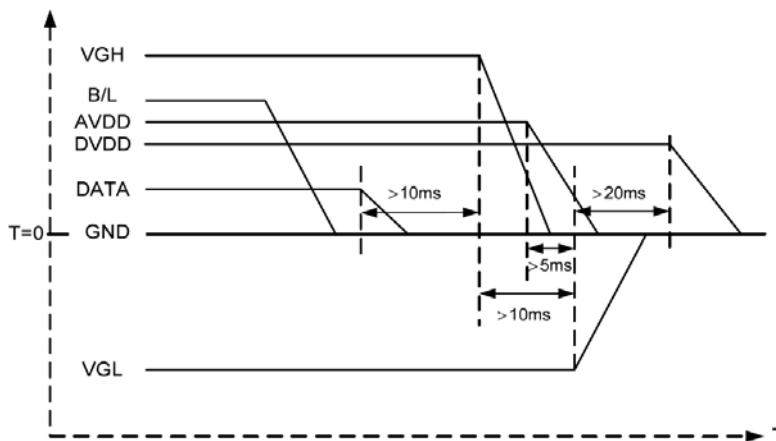 VGH
B/L
AVDD
DVDD
DATA
>10ms
>20ms
T=0
GND
>5ms
>10ms
VGL